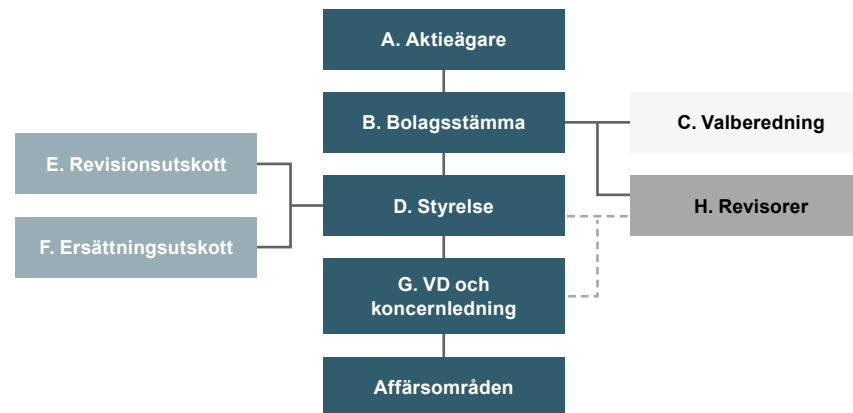 A. Aktieägare
B. Bolagsstämma
C. Valberedning
E. Revisionsutskott
D. Styrelse
H. Revisorer
F. Ersättningsutskott
G. VD och
koncernledning
Affärsområden